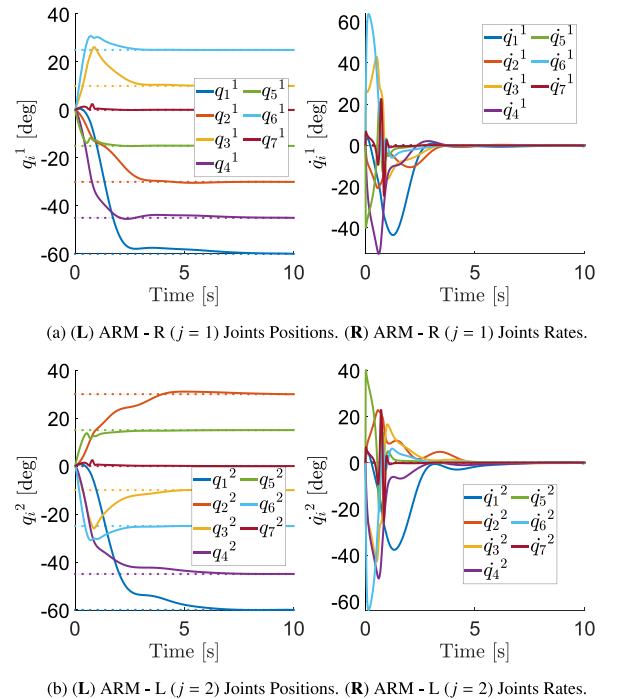 40
20
0
-20
-40
-60
q_i^1 [deg]
q_1^1 q_5^1
q_2^1 q_6^1
q_3^1 q_7^1
q_4^1
0 5 10
Time [s]
60
40
20
0
-20
-40
q̇_i^1 [deg]
q̇_1^1 q̇_5^1
q̇_2^1 q̇_6^1
q̇_3^1 q̇_7^1
q̇_4^1
0 5 10
Time [s]
(a) (L) ARM - R (j = 1) Joints Positions. (R) ARM - R (j = 1) Joints Rates.
40
20
0
-20
-40
-60
q_i^2 [deg]
q_1^2 q_5^2
q_2^2 q_6^2
q_3^2 q_7^2
q_4^2
0 5 10
Time [s]
40
20
0
-20
-40
-60
q̇_i^2 [deg]
q̇_1^2 q̇_5^2
q̇_2^2 q̇_6^2
q̇_3^2 q̇_7^2
q̇_4^2
0 5 10
Time [s]
(b) (L) ARM - L (j = 2) Joints Positions. (R) ARM - L (j = 2) Joints Rates.